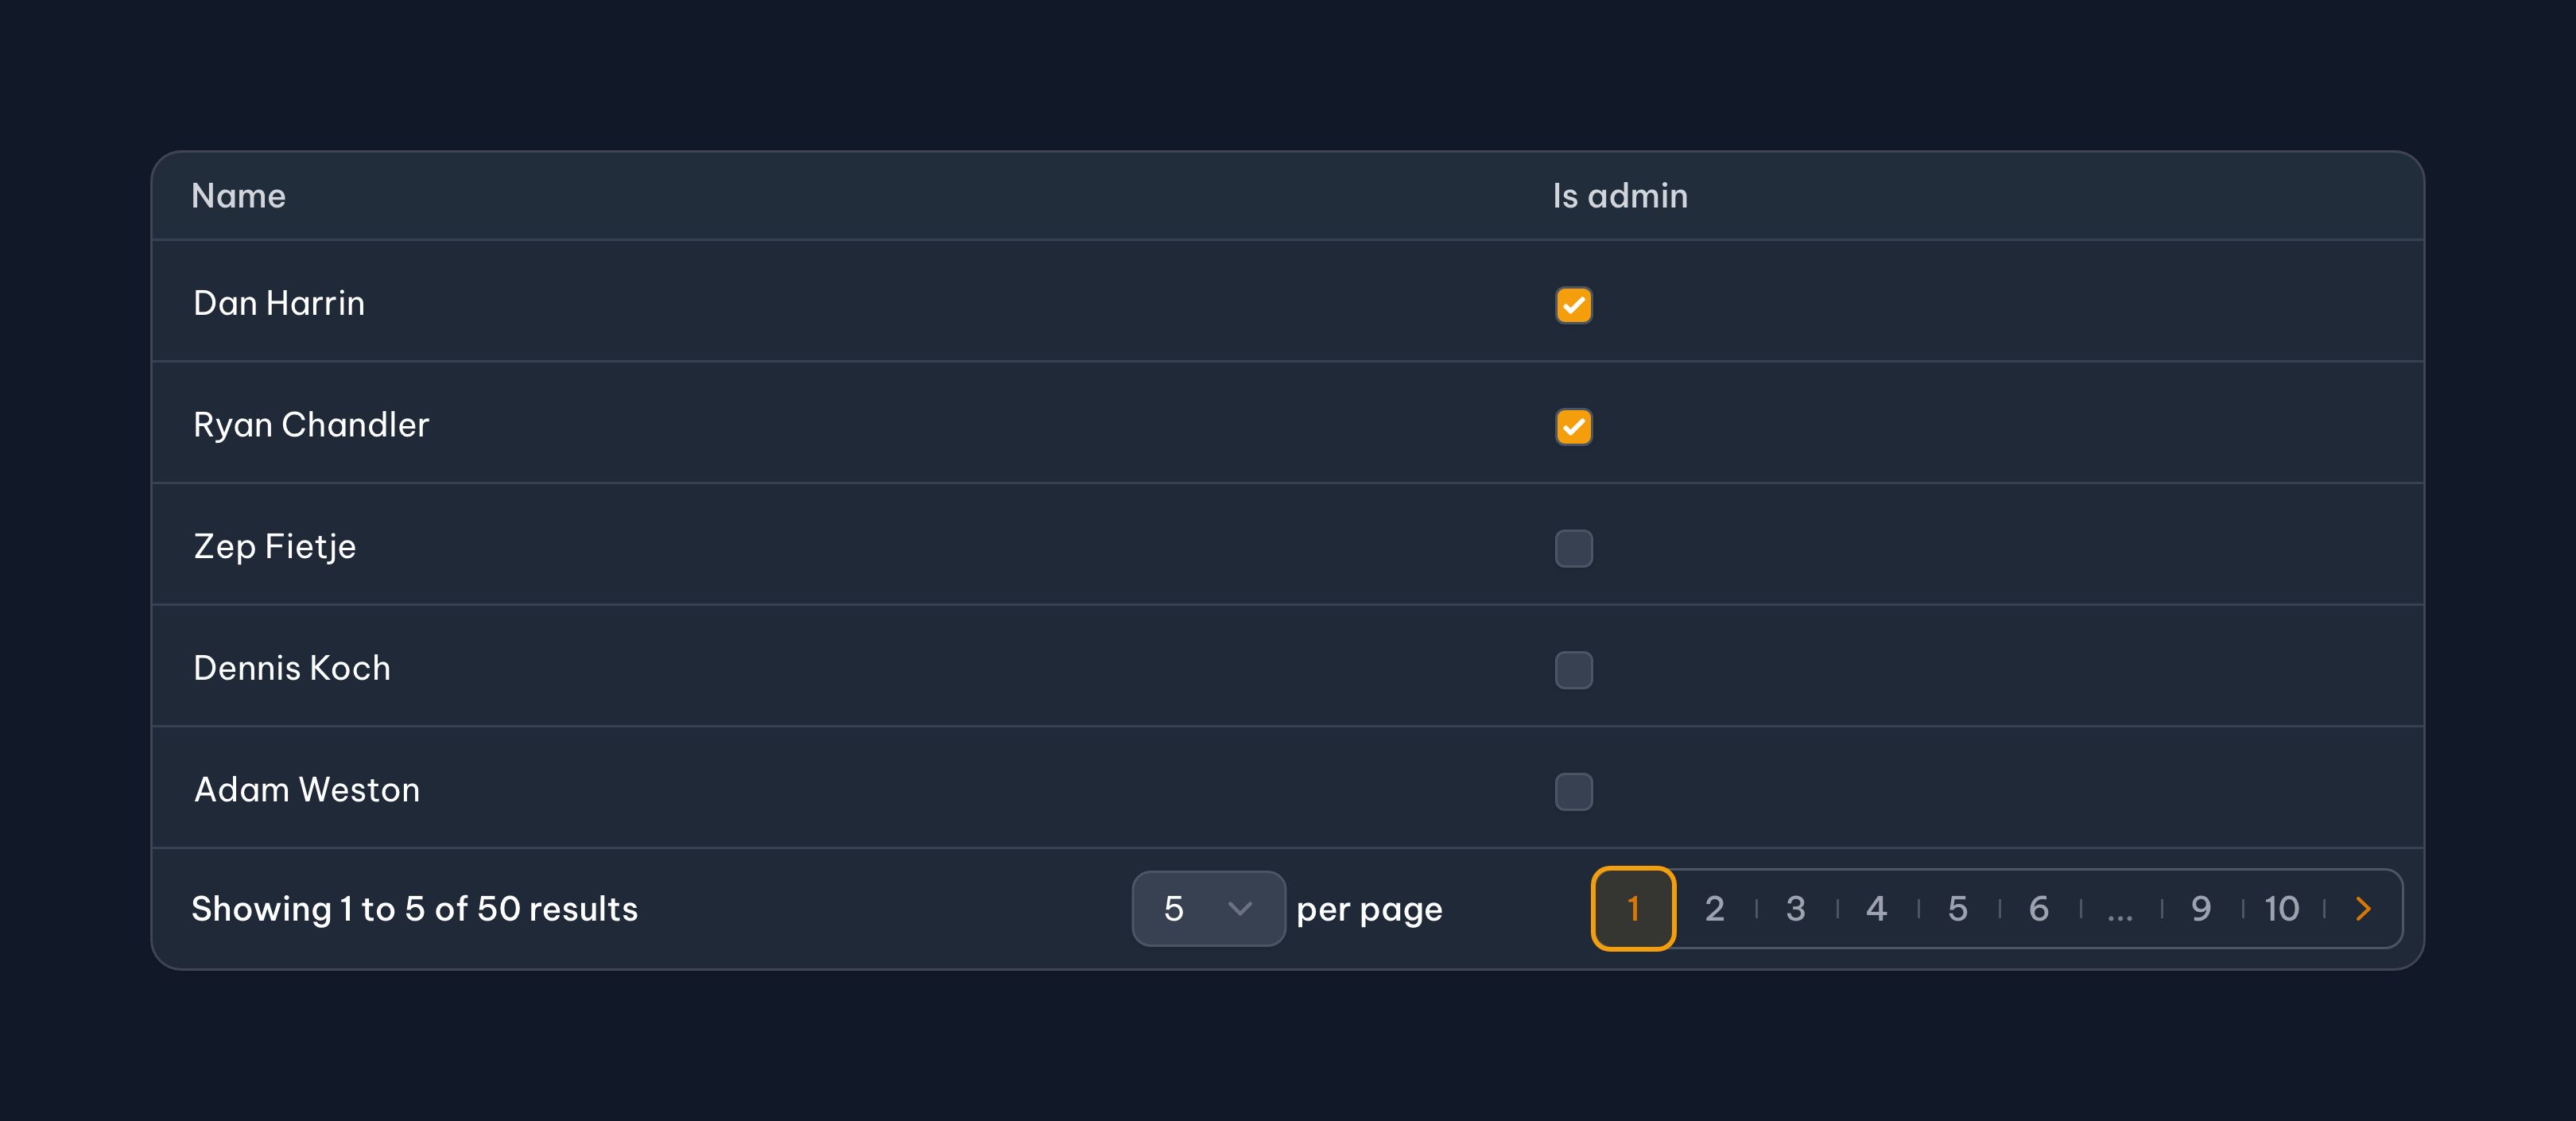 Name Is admin
Dan Harrin
Ryan Chandler
Zep Fietje
Dennis Koch
Adam Weston
Showing 1 to 5 of 50 results 5 per page 1 2 3 4 5 6 ... 9 10